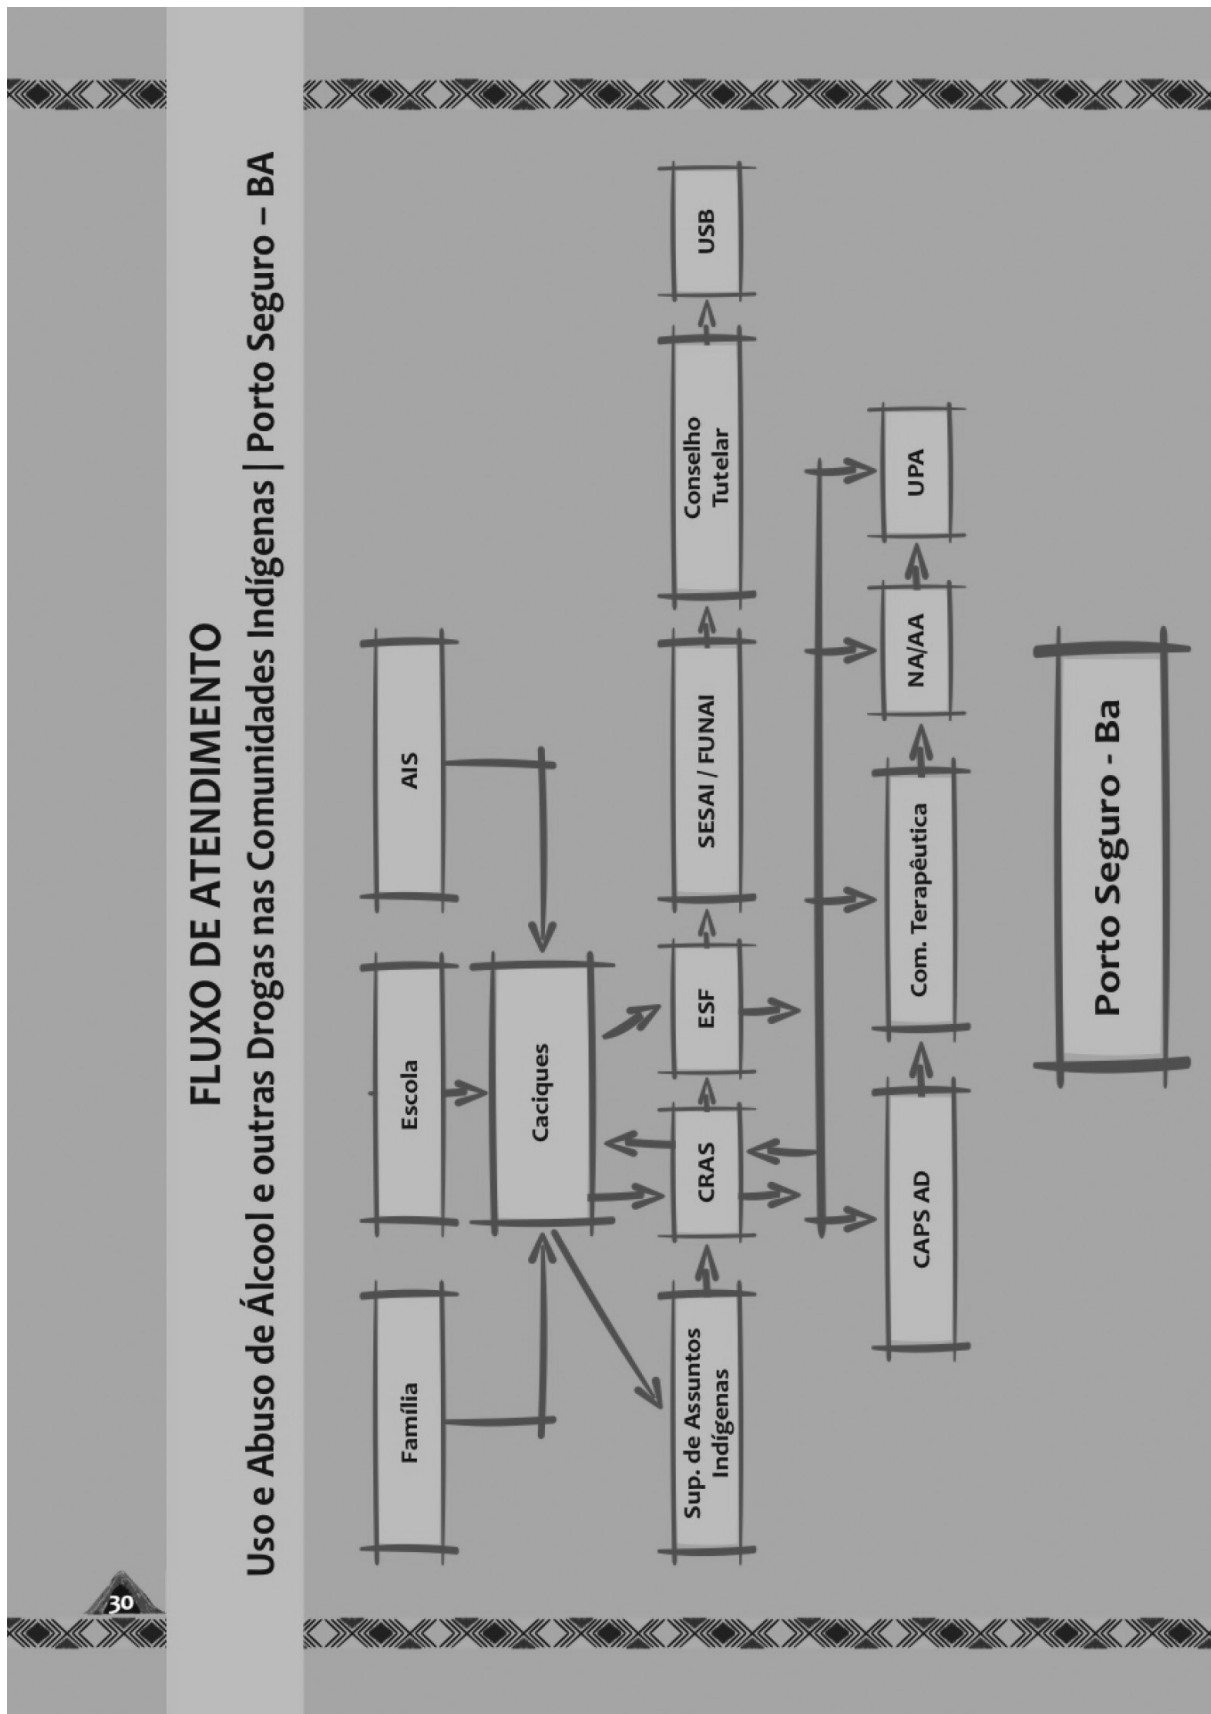 FLUXO DE ATENDIMENTO
Uso e Abuso de Álcool e outras Drogas nas Comunidades Indígenas | Porto Seguro – BA
Família
Escola
AIS
Caciques
Sup. de Assuntos
Indígenas
CRAS
ESF
SESAI / FUNAI
Conselho
Tutelar
USB
CAPS AD
Com. Terapêutica
NA/AA
UPA
Porto Seguro - Ba
30